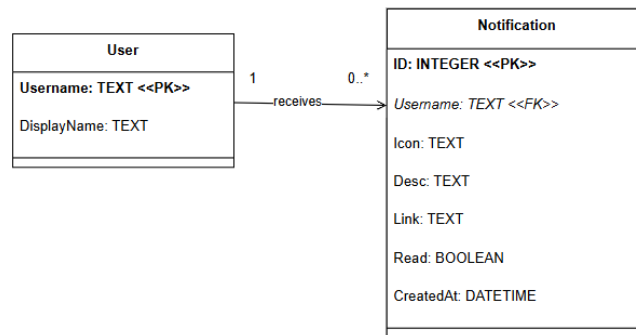 User
Username: TEXT <<PK>>
DisplayName: TEXT
1
0..*
receives
Notification
ID: INTEGER <<PK>>
Username: TEXT <<FK>>
Icon: TEXT
Desc: TEXT
Link: TEXT
Read: BOOLEAN
CreatedAt: DATETIME